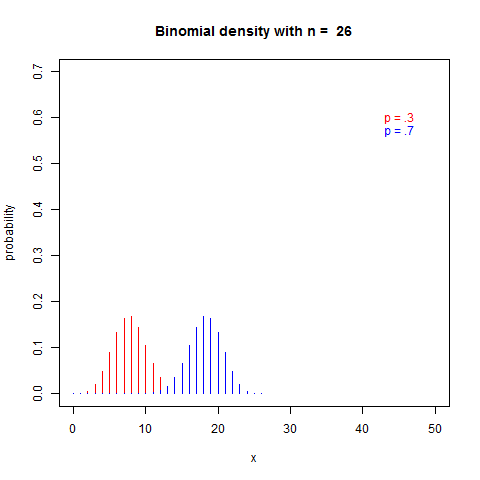 Binomial density with n =  26
0.7
0.6
0.5
0.4
0.3
0.2
0.1
0.0
probability
p = .3
p = .7
0 10 20 30 40 50
x